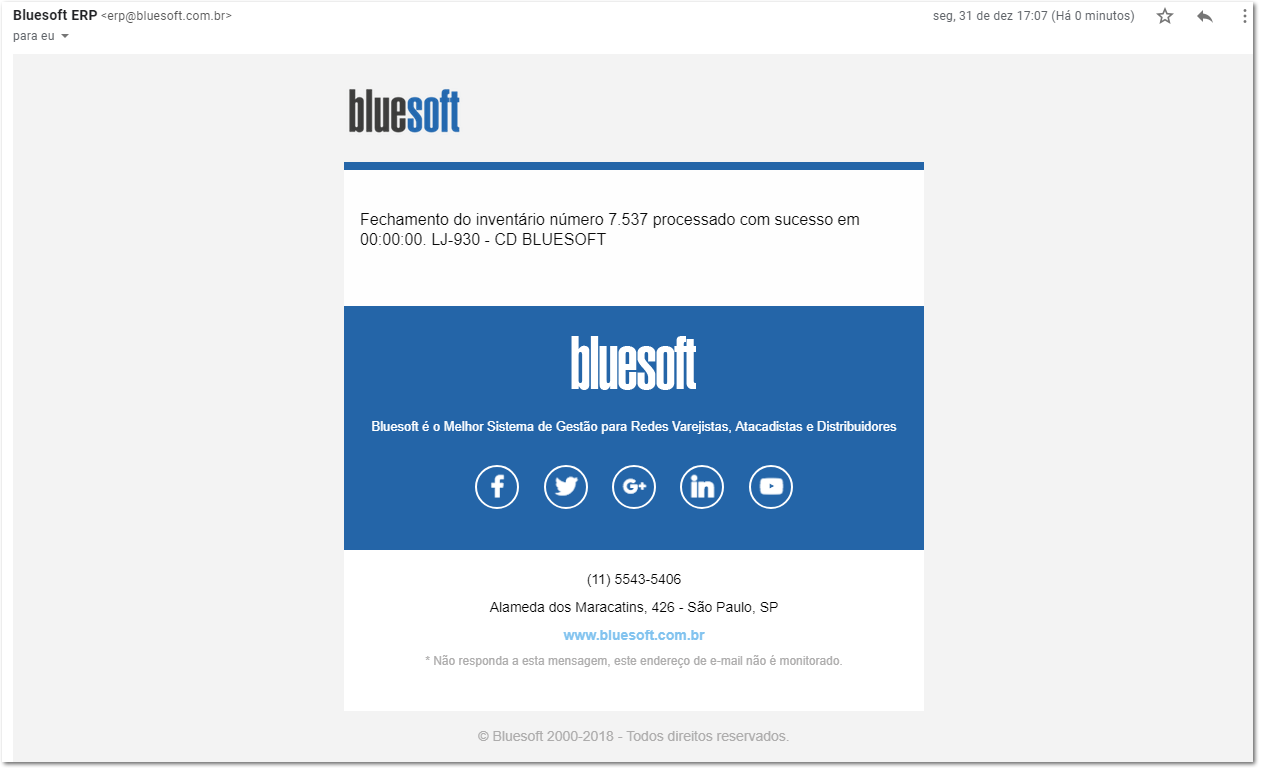 Bluesoft ERP <erp@bluesoft.com.br>
seg, 31 de dez 17:07 (Há 0 minutos)
para eu
bluesoft
Fechamento do inventário número 7.537 processado com sucesso em
00:00:00. LJ-930 - CD BLUESOFT
bluesoft
Bluesoft é o Melhor Sistema de Gestão para Redes Varejistas, Atacadistas e Distribuidores
f
G+
in
(11) 5543-5406
Alameda dos Maracatins, 426 - São Paulo, SP
www.bluesoft.com.br
* Não responda a esta mensagem, este endereço de e-mail não é monitorado.
© Bluesoft 2000-2018 - Todos direitos reservados.